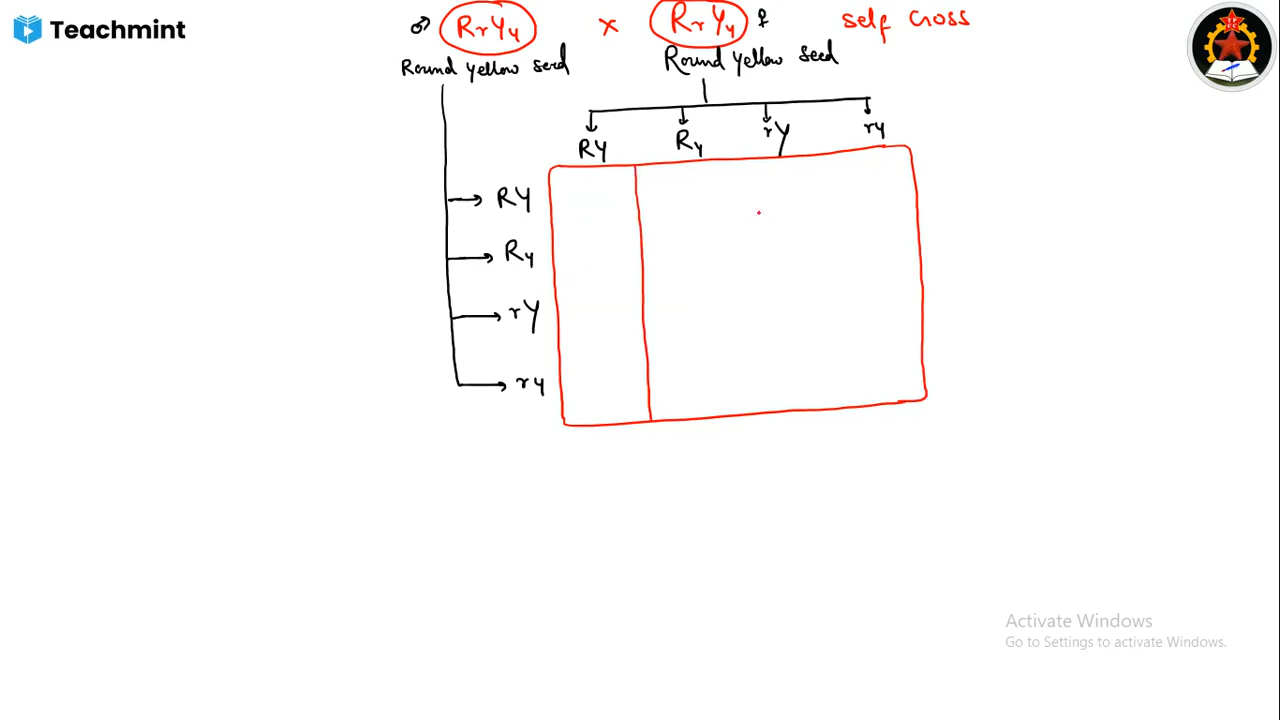 Teachmint
♂ RrYy × RrYy ♀ self cross
Round yellow seed Round yellow seed
RY Ry rY ry
RY
Ry
rY
ry
Activate Windows
Go to Settings to activate Windows.